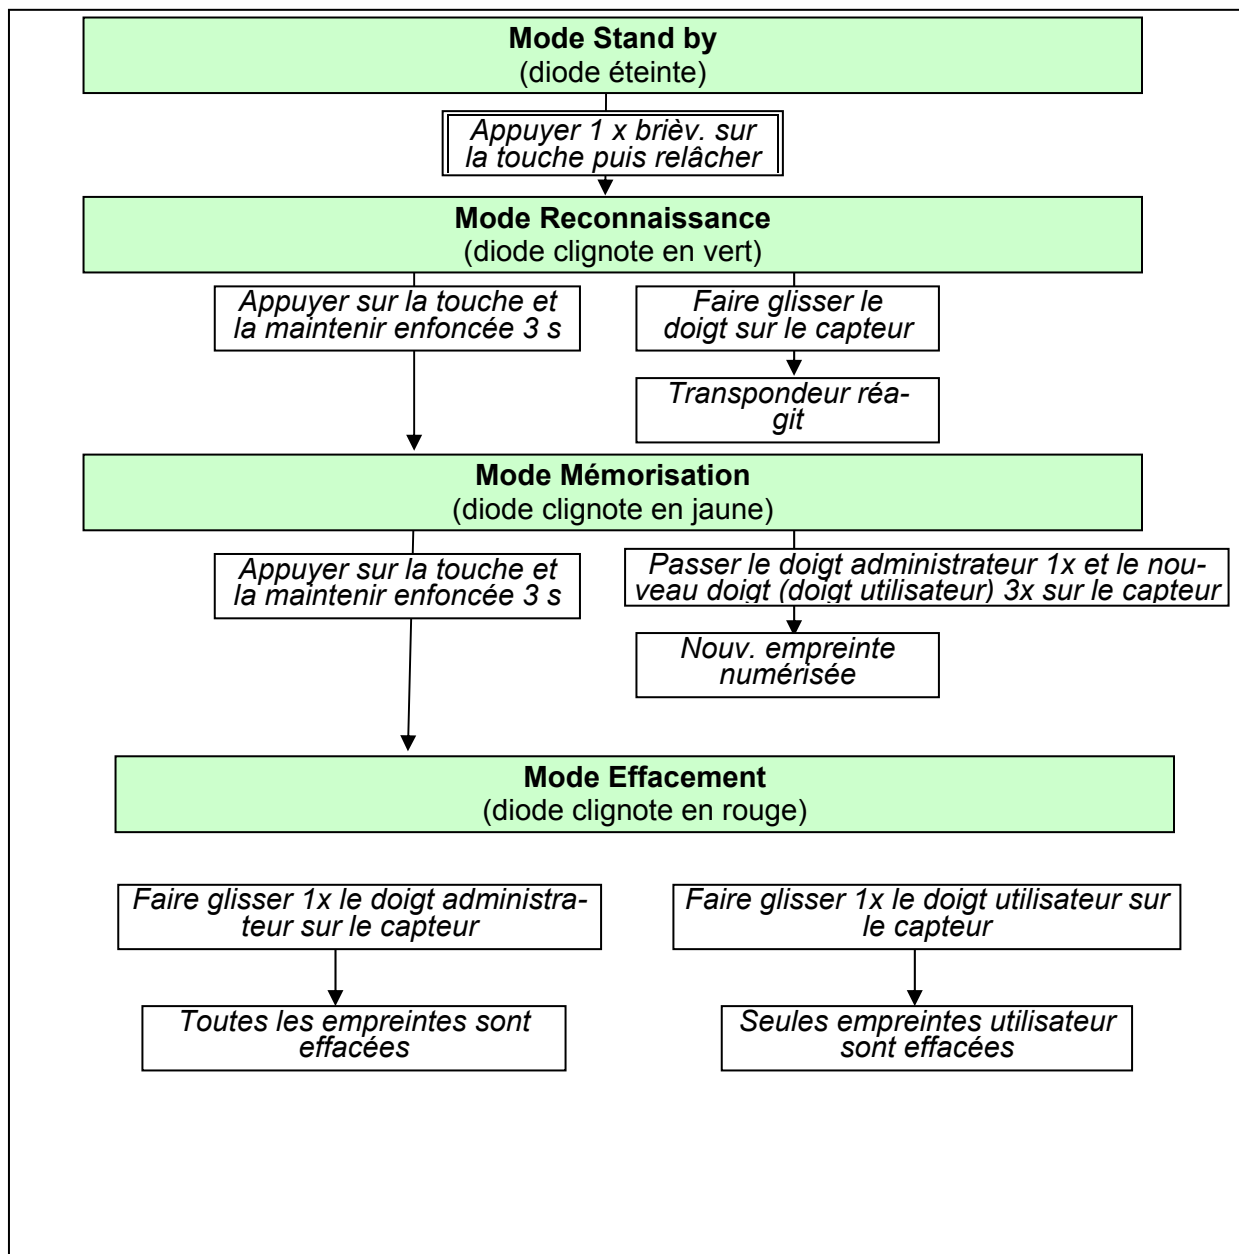 Mode Stand by
(diode éteinte)
Appuyer 1 x brièv. sur
la touche puis relâcher
Mode Reconnaissance
(diode clignote en vert)
Appuyer sur la touche et
la maintenir enfoncée 3 s
Faire glisser le
doigt sur le capteur
Transpondeur réa-
git
Mode Mémorisation
(diode clignote en jaune)
Appuyer sur la touche et
la maintenir enfoncée 3 s
Passer le doigt administrateur 1x et le nou-
veau doigt (doigt utilisateur) 3x sur le capteur
Nouv. empreinte
numérisée
Mode Effacement
(diode clignote en rouge)
Faire glisser 1x le doigt administra-
teur sur le capteur
Faire glisser 1x le doigt utilisateur sur
le capteur
Toutes les empreintes sont
effacées
Seules empreintes utilisateur
sont effacées